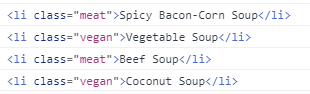 <li class="meat">Spicy Bacon-Corn Soup</li>
<li class="vegan">Vegetable Soup</li>
<li class="meat">Beef Soup</li>
<li class="vegan">Coconut Soup</li>